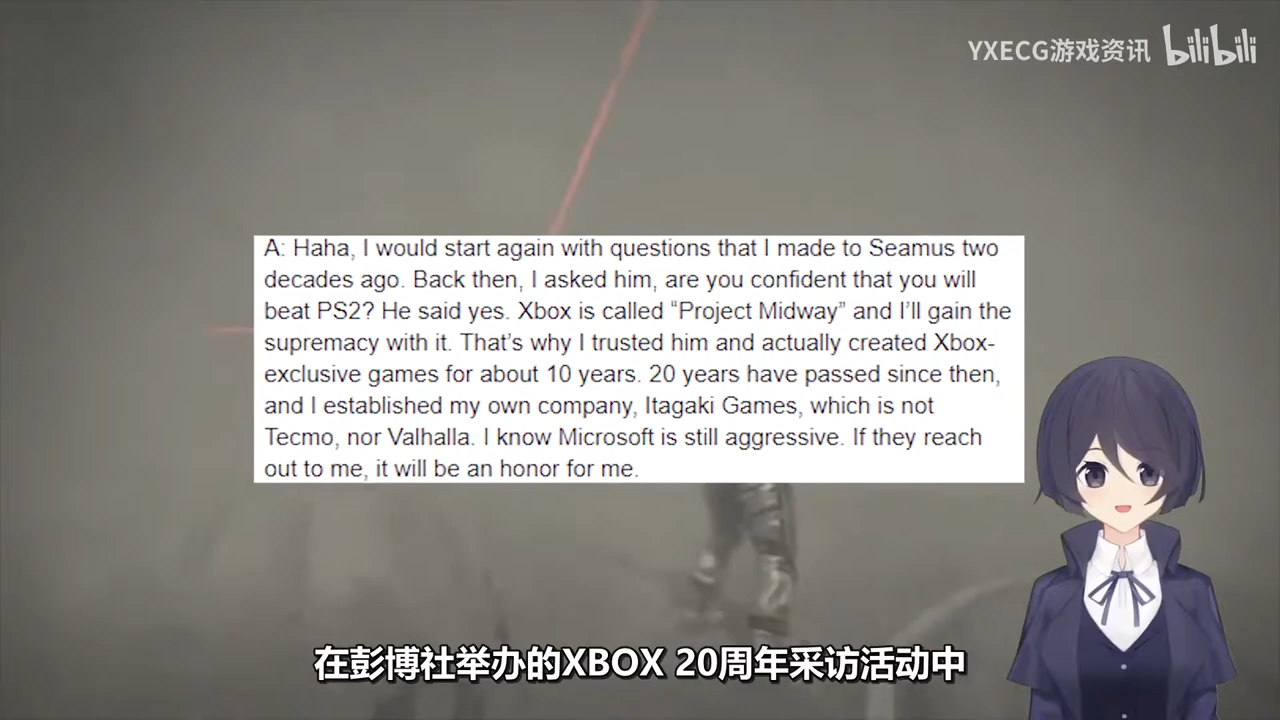 YXECG游戏资讯 bilibili
A: Haha, I would start again with questions that I made to Seamus two
decades ago. Back then, I asked him, are you confident that you will
beat PS2? He said yes. Xbox is called “Project Midway” and I’ll gain the
supremacy with it. That’s why I trusted him and actually created Xbox-
exclusive games for about 10 years. 20 years have passed since then,
and I established my own company, Itagaki Games, which is not
Tecmo, nor Valhalla. I know Microsoft is still aggressive. If they reach
out to me, it will be an honor for me.
在彭博社举办的XBOX 20周年采访活动中